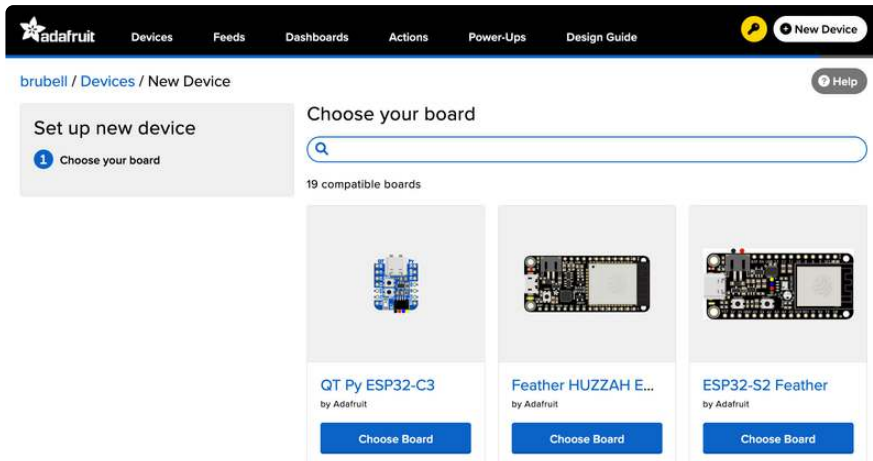 adafruit Devices Feeds Dashboards Actions Power-Ups Design Guide New Device
brubell / Devices / New Device Help
Set up new device
1 Choose your board
Choose your board
19 compatible boards
QT Py ESP32-C3 Feather HUZZAH E... ESP32-S2 Feather
by Adafruit by Adafruit by Adafruit
Choose Board Choose Board Choose Board